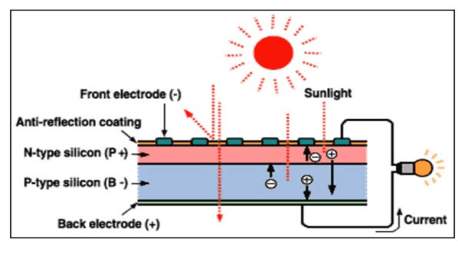 Front electrode (-)
Sunlight
Anti-reflection coating
N-type silicon (P+)
P-type silicon (B -)
Back electrode (+)
Current